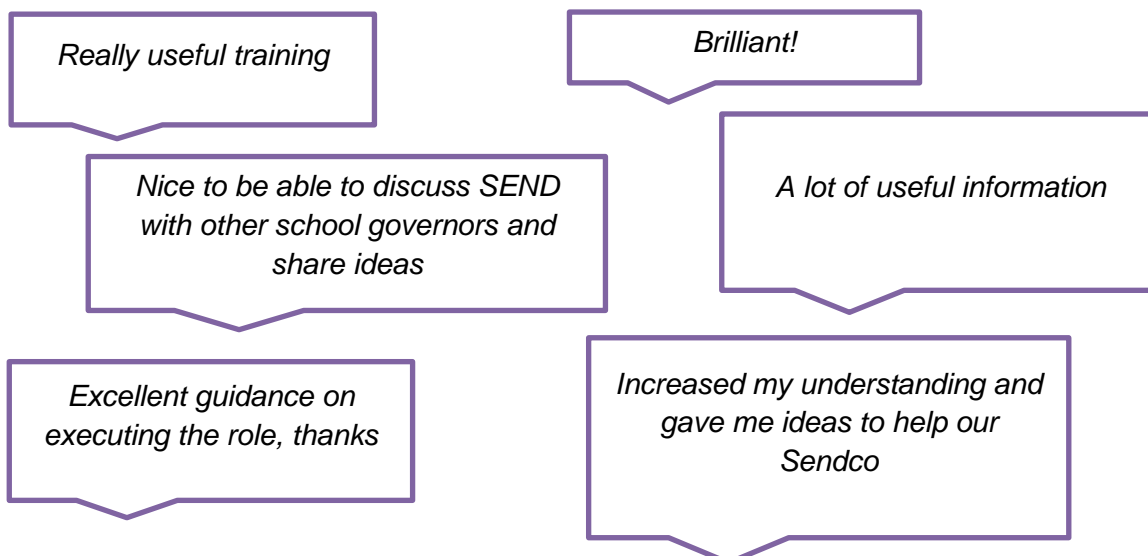 Really useful training
Brilliant!
Nice to be able to discuss SEND
with other school governors and
share ideas
A lot of useful information
Excellent guidance on
executing the role, thanks
Increased my understanding and
gave me ideas to help our
Sendco